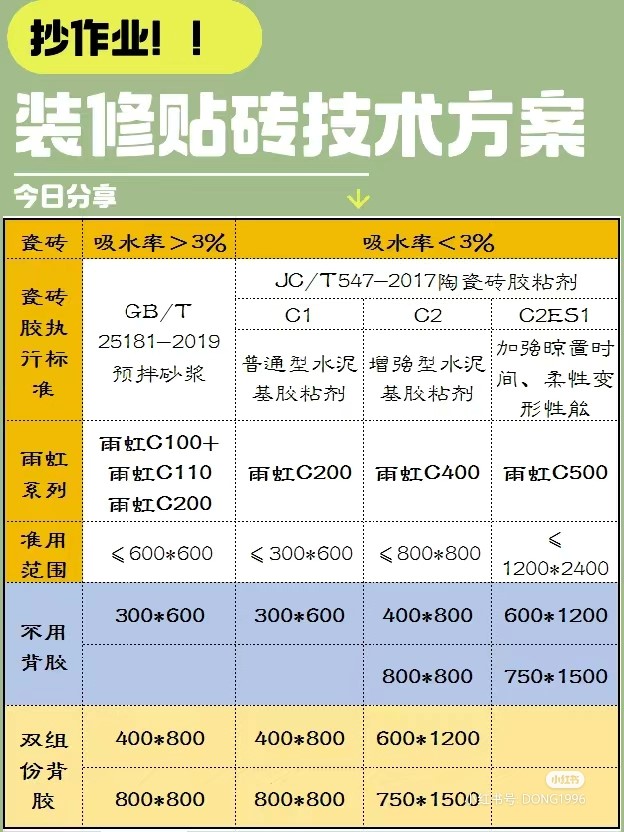 抄作业！！
装修贴砖技术方案
今日分享
瓷砖 吸水率＞3% 吸水率＜3%
瓷砖胶执行标准 GB/T 25181—2019 预拌砂浆 JC/T547—2017陶瓷砖胶粘剂
C1 C2 C2ES1
普通型水泥基胶粘剂 增强型水泥基胶粘剂 加强晾置时间、柔性变形性能
雨虹系列 雨虹C100+ 雨虹C110 雨虹C200 雨虹C200 雨虹C400 雨虹C500
准用范围 ≤600*600 ≤300*600 ≤800*800 ≤1200*2400
不用背胶 300*600 300*600 400*800 600*1200
800*800 750*1500
双组份背胶 400*800 400*800 600*1200
800*800 800*800 750*1500
小红书
小红书号 DONG1996